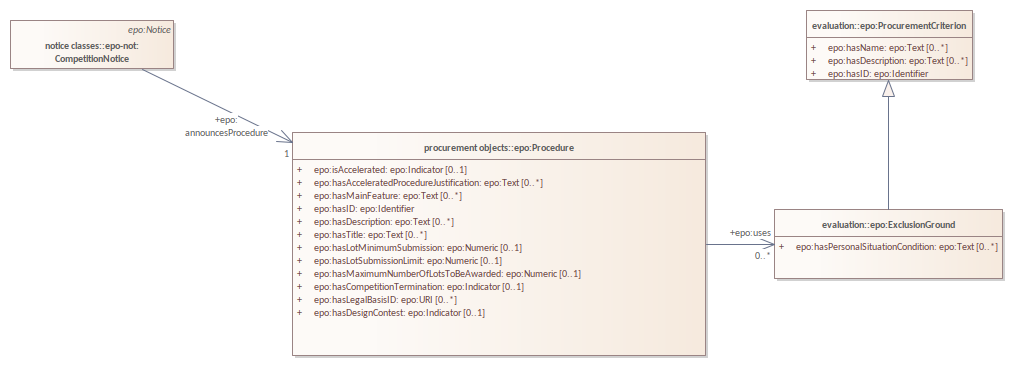 epo:Notice
notice classes::epo-not:
CompetitionNotice
+epo:
announcesProcedure
1
procurement objects::epo:Procedure
+ epo:isAccelerated: epo:Indicator [0..1]
+ epo:hasAcceleratedProcedureJustification: epo:Text [0..*]
+ epo:hasMainFeature: epo:Text [0..*]
+ epo:hasID: epo:Identifier
+ epo:hasDescription: epo:Text [0..*]
+ epo:hasTitle: epo:Text [0..*]
+ epo:hasLotMinimumSubmission: epo:Numeric [0..1]
+ epo:hasLotSubmissionLimit: epo:Numeric [0..1]
+ epo:hasMaximumNumberOfLotsToBeAwarded: epo:Numeric [0..1]
+ epo:hasCompetitionTermination: epo:Indicator [0..1]
+ epo:hasLegalBasisID: epo:URI [0..*]
+ epo:hasDesignContest: epo:Indicator [0..1]
+epo:uses
0..*
evaluation::epo:ProcurementCriterion
+ epo:hasName: epo:Text [0..*]
+ epo:hasDescription: epo:Text [0..*]
+ epo:hasID: epo:Identifier
evaluation::epo:ExclusionGround
+ epo:hasPersonalSituationCondition: epo:Text [0..*]